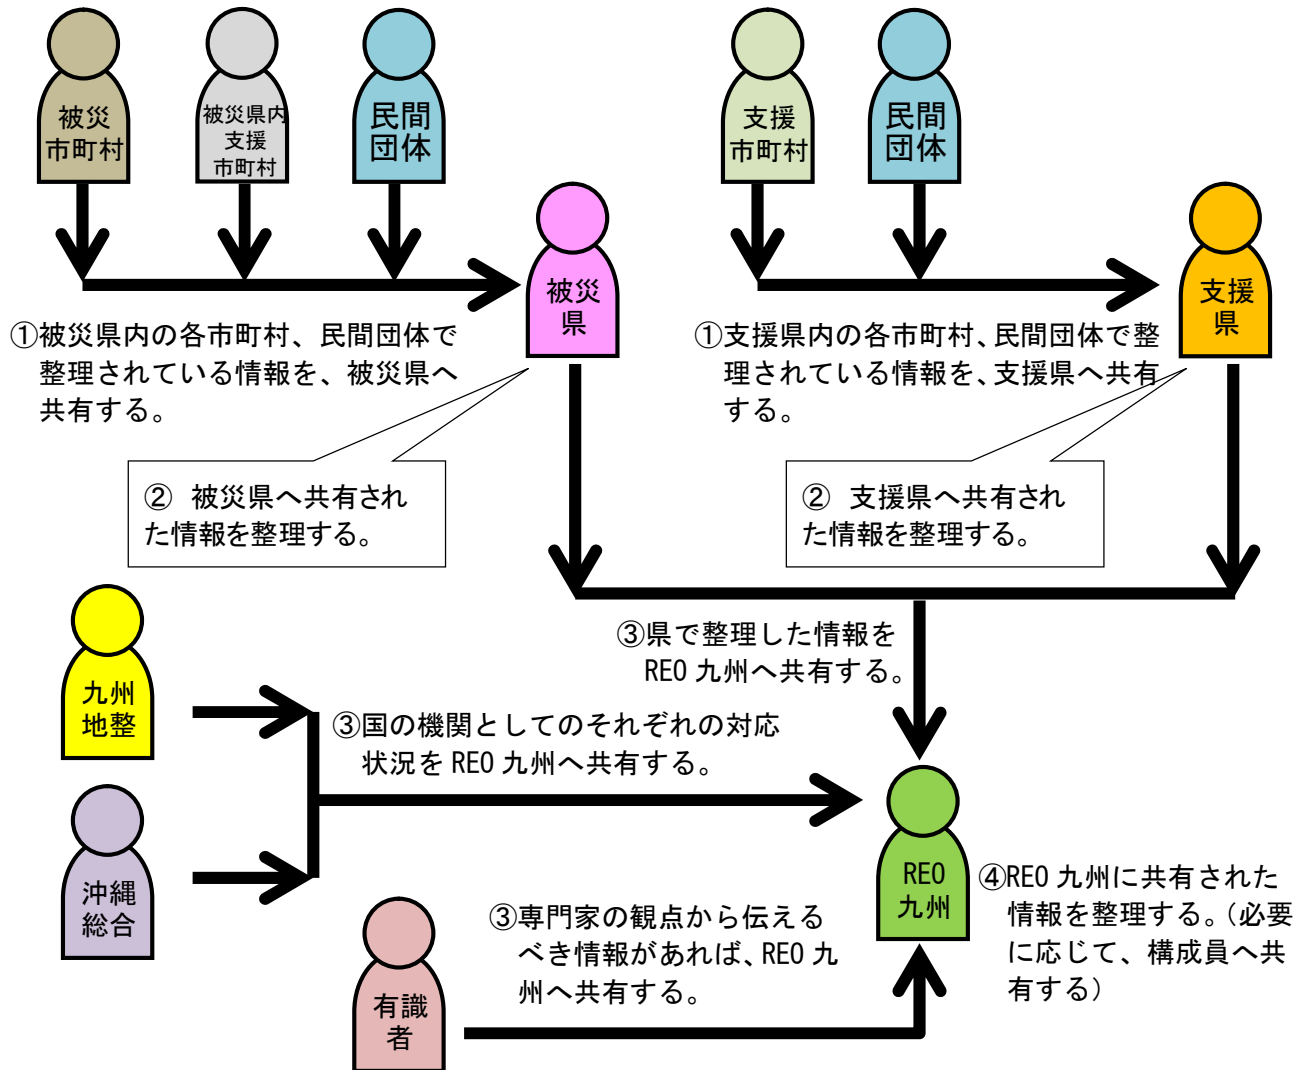 被災
市町村
被災県内
支援
市町村
民間
団体
支援
市町村
民間
団体
被災
県
支援
県
①被災県内の各市町村、民間団体で
整理されている情報を、被災県へ
共有する。
①支援県内の各市町村、民間団体で整
理されている情報を、支援県へ共有
する。
② 被災県へ共有され
た情報を整理する。
② 支援県へ共有され
た情報を整理する。
③県で整理した情報を
REO 九州へ共有する。
九州
地整
③国の機関としてのそれぞれの対応
状況を REO 九州へ共有する。
沖縄
総合
REO
九州
④REO 九州に共有された
情報を整理する。（必要
に応じて、構成員へ共
有する）
③専門家の観点から伝える
べき情報があれば、REO 九
州へ共有する。
有識
者